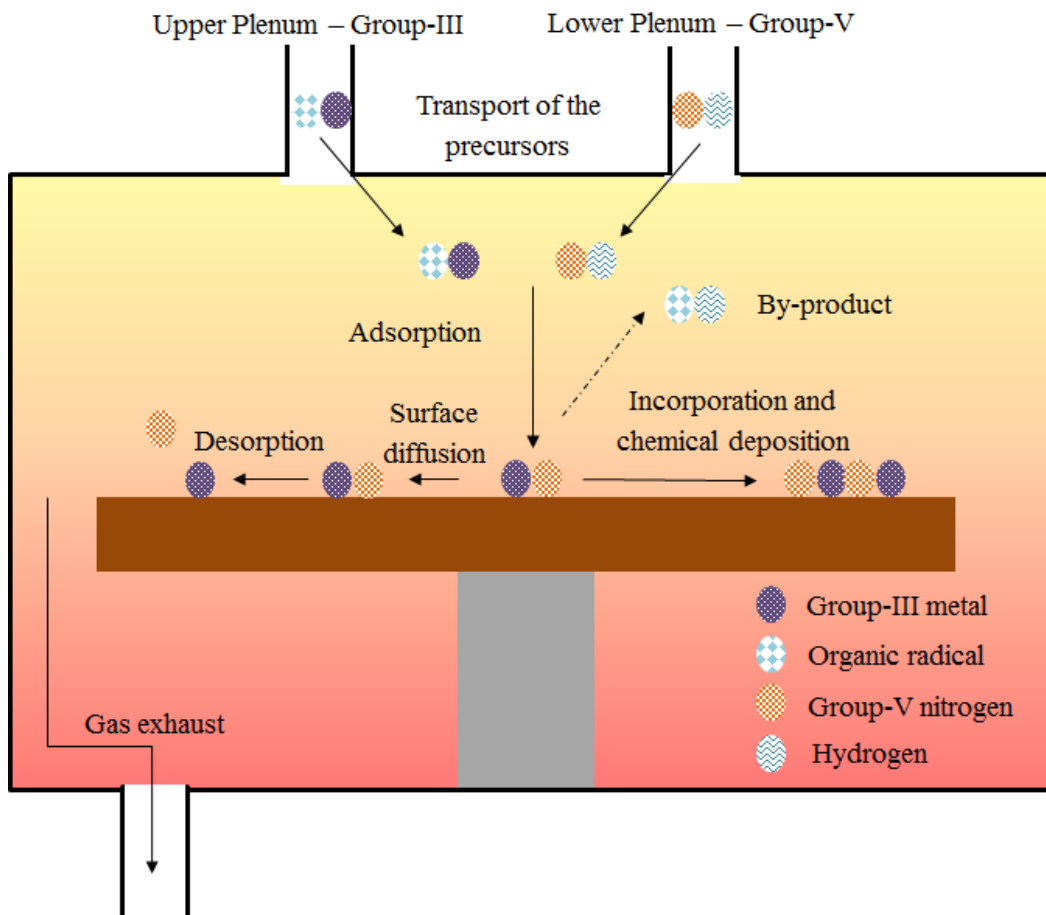 Upper Plenum – Group-III
Lower Plenum – Group-V
Transport of the
precursors
By-product
Adsorption
Incorporation and
chemical deposition
Surface
diffusion
Desorption
Group-III metal
Organic radical
Group-V nitrogen
Hydrogen
Gas exhaust